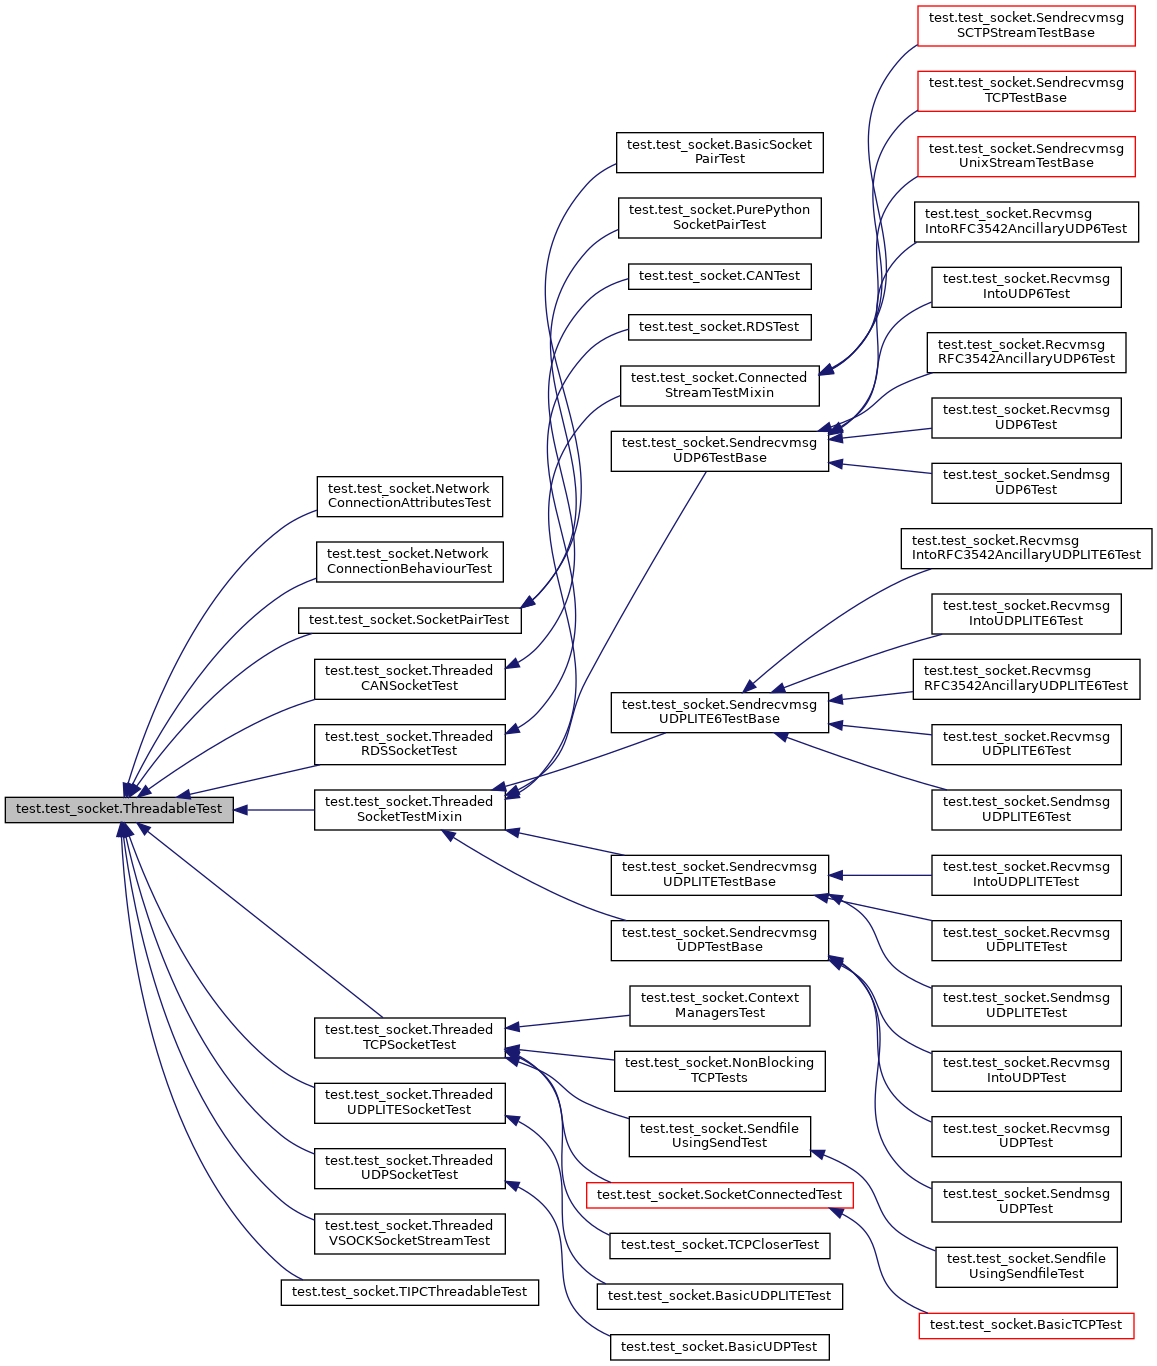 test.test_socket.ThreadableTest
test.test_socket.Network
ConnectionAttributesTest
test.test_socket.Network
ConnectionBehaviourTest
test.test_socket.SocketPairTest
test.test_socket.Threaded
CANSocketTest
test.test_socket.Threaded
RDSSocketTest
test.test_socket.Threaded
SocketTestMixin
test.test_socket.Threaded
TCPSocketTest
test.test_socket.Threaded
UDPLITESocketTest
test.test_socket.Threaded
UDPSocketTest
test.test_socket.Threaded
VSOCKSocketStreamTest
test.test_socket.TIPCThreadableTest
test.test_socket.BasicSocket
PairTest
test.test_socket.PurePython
SocketPairTest
test.test_socket.CANTest
test.test_socket.RDSTest
test.test_socket.Connected
StreamTestMixin
test.test_socket.Sendrecvmsg
UDP6TestBase
test.test_socket.Sendrecvmsg
UDPLITE6TestBase
test.test_socket.Sendrecvmsg
UDPLITETestBase
test.test_socket.Sendrecvmsg
UDPTestBase
test.test_socket.Context
ManagersTest
test.test_socket.NonBlocking
TCPTests
test.test_socket.Sendfile
UsingSendTest
test.test_socket.SocketConnectedTest
test.test_socket.TCPCloserTest
test.test_socket.BasicUDPLITETest
test.test_socket.BasicUDPTest
test.test_socket.Sendrecvmsg
SCTPStreamTestBase
test.test_socket.Sendrecvmsg
TCPTestBase
test.test_socket.Sendrecvmsg
UnixStreamTestBase
test.test_socket.Recvmsg
IntoRFC3542AncillaryUDP6Test
test.test_socket.Recvmsg
IntoUDP6Test
test.test_socket.Recvmsg
RFC3542AncillaryUDP6Test
test.test_socket.Recvmsg
UDP6Test
test.test_socket.Sendmsg
UDP6Test
test.test_socket.Recvmsg
IntoRFC3542AncillaryUDPLITE6Test
test.test_socket.Recvmsg
IntoUDPLITE6Test
test.test_socket.Recvmsg
RFC3542AncillaryUDPLITE6Test
test.test_socket.Recvmsg
UDPLITE6Test
test.test_socket.Sendmsg
UDPLITE6Test
test.test_socket.Recvmsg
IntoUDPLITETest
test.test_socket.Recvmsg
UDPLITETest
test.test_socket.Sendmsg
UDPLITETest
test.test_socket.Recvmsg
IntoUDPTest
test.test_socket.Recvmsg
UDPTest
test.test_socket.Sendmsg
UDPTest
test.test_socket.Sendfile
UsingSendfileTest
test.test_socket.BasicTCPTest